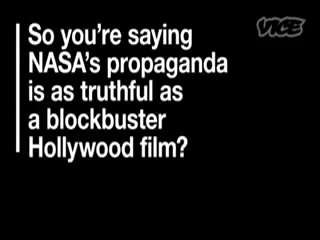 VICE
So you're saying
NASA's propaganda
is as truthful as
a blockbuster
Hollywood film?